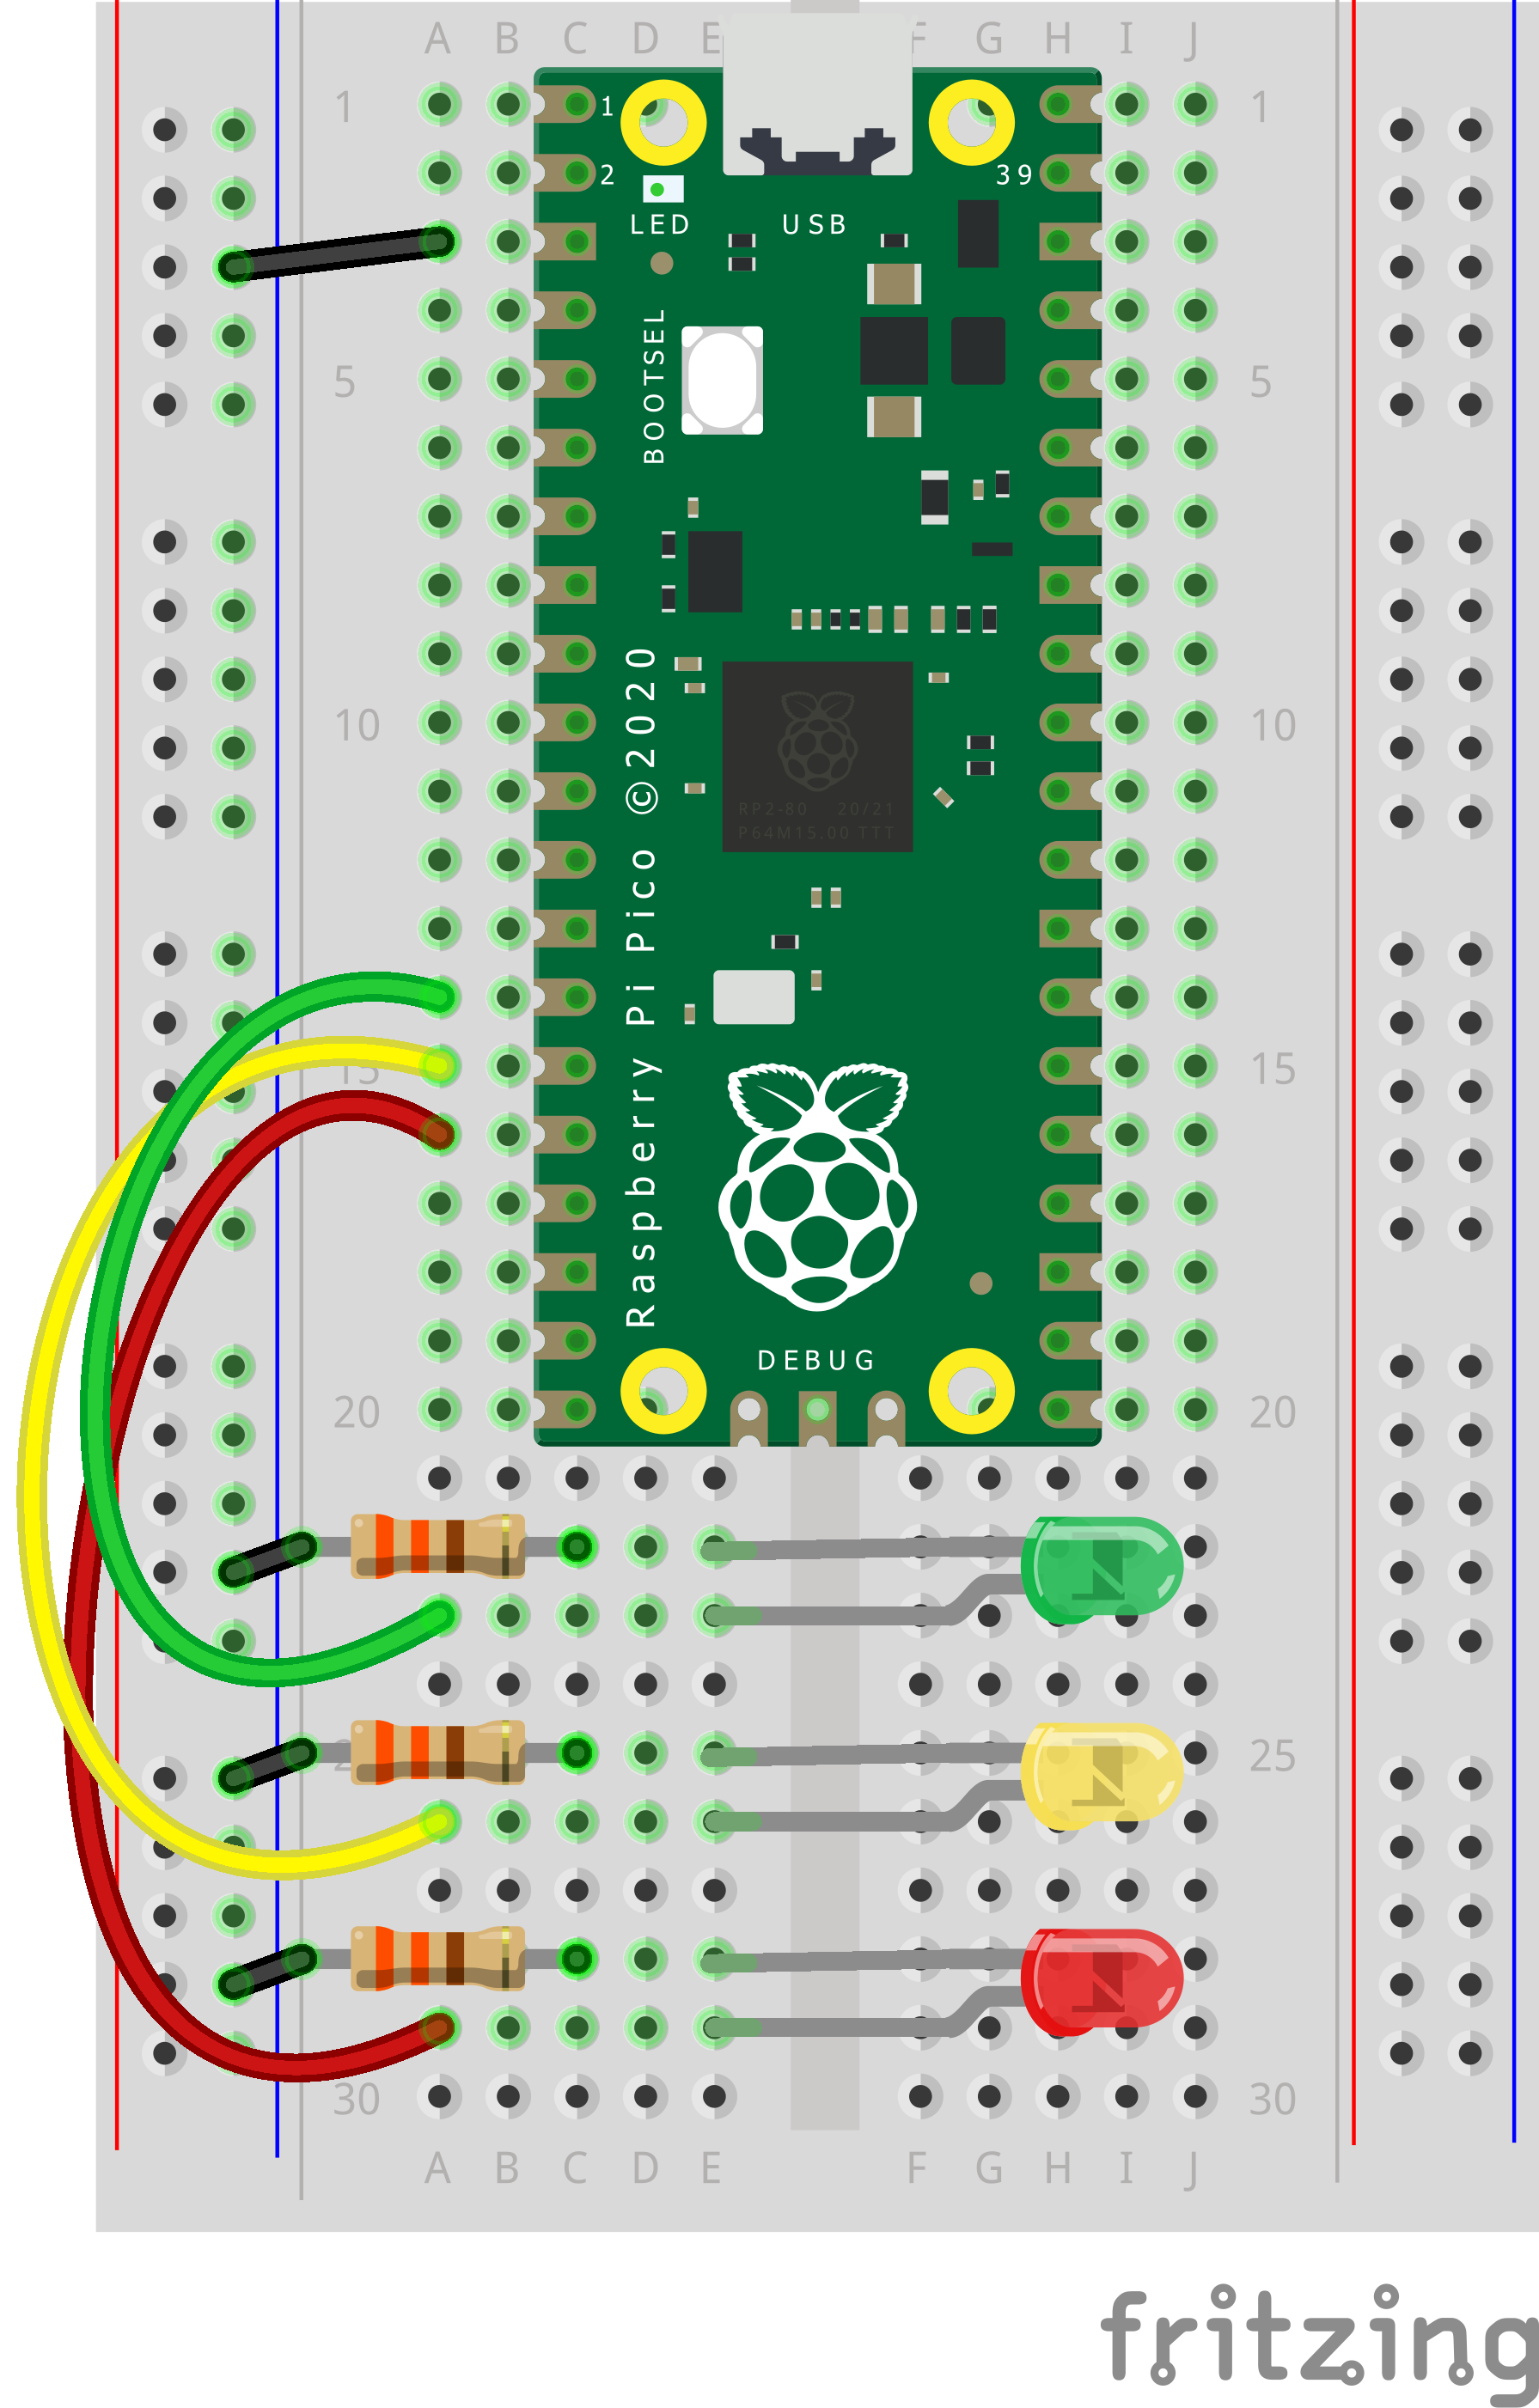 A B C D E F G H I J
1 1 1
2 39
LED USB
BOOTSEL
5 5
10 10
Raspberry Pi Pico ©2020
RP2-80 20/21
P64M15.00 TTT
15 15
DEBUG
20 20
25
30 30
A B C D E F G H I J
fritzing